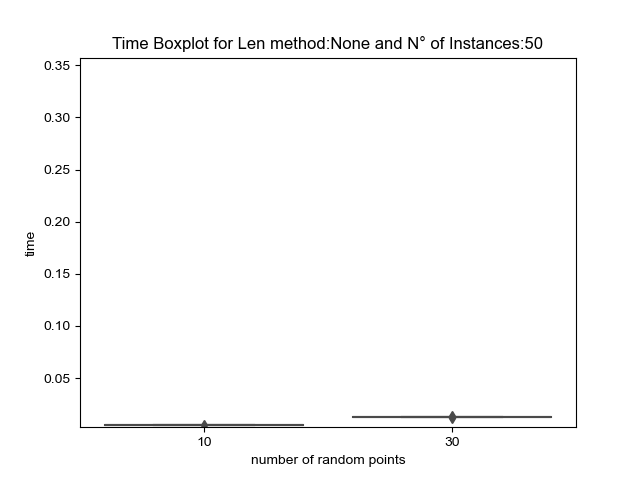 Time Boxplot for Len method:None and N° of Instances:50
0.35
0.30
0.25
0.20
0.15
0.10
0.05
time
10 30
number of random points